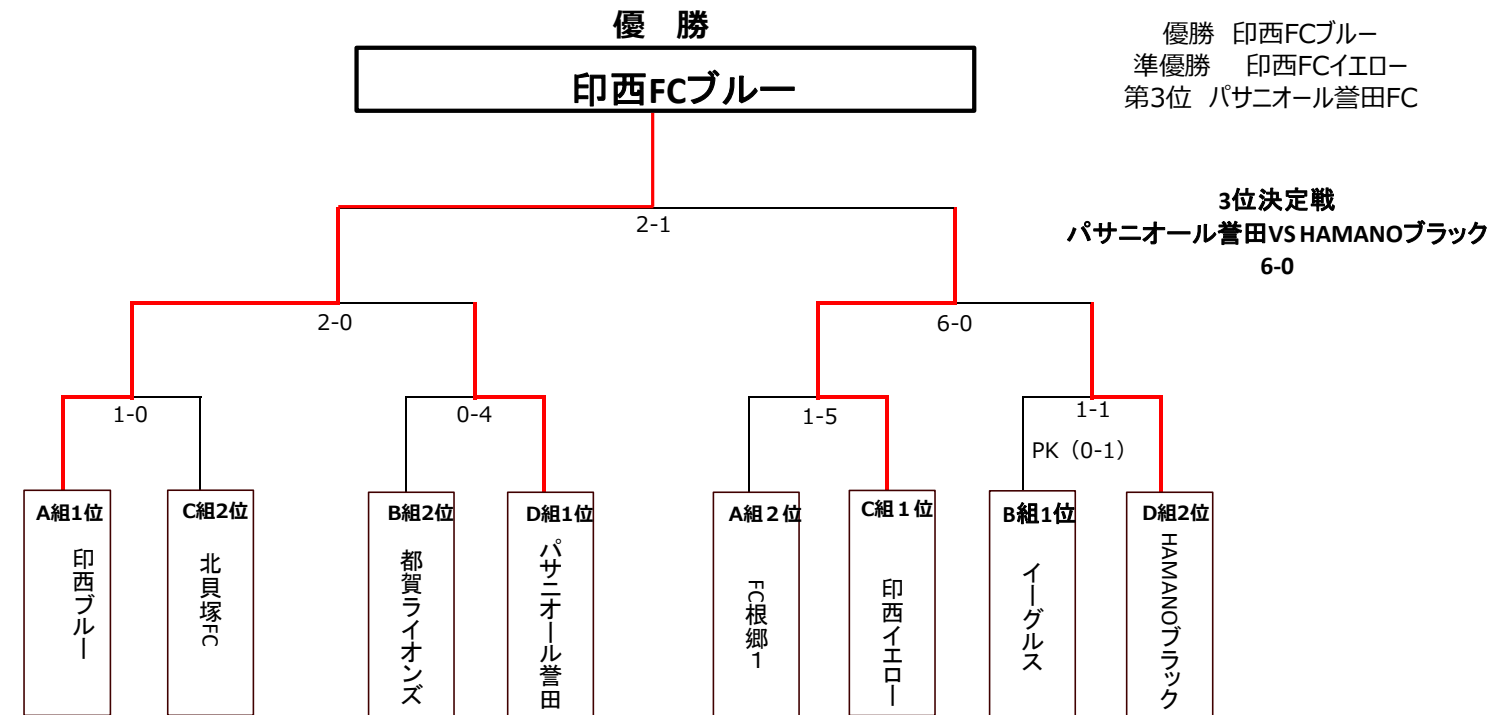 優　勝
印西FCブルー
優勝　印西FCブルー
準優勝　　印西FCイエロー
第3位　パサニオール誉田FC
3位決定戦
パサニオール誉田VS HAMANOブラック
6-0
2-1
2-0
6-0
1-0
0-4
1-5
1-1
PK（0-1）
A組1位
印西ブルー
C組2位
北貝塚FC
B組2位
都賀ライオンズ
D組1位
パサニオール誉田
A組２位
FC根郷１
C組１位
印西イエロー
B組1位
イーグルス
D組2位
HAMANOブラック